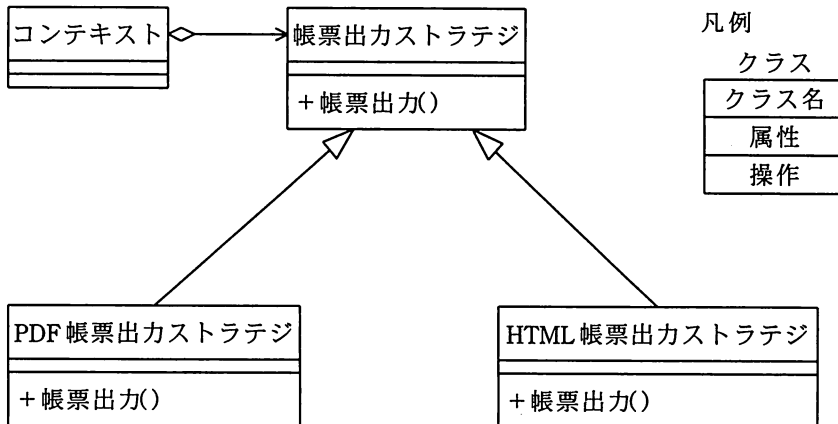 コンテキスト
帳票出力ストラテジ
+帳票出力()
凡例
クラス
クラス名
属性
操作
PDF帳票出力ストラテジ
+帳票出力()
HTML帳票出力ストラテジ
+帳票出力()